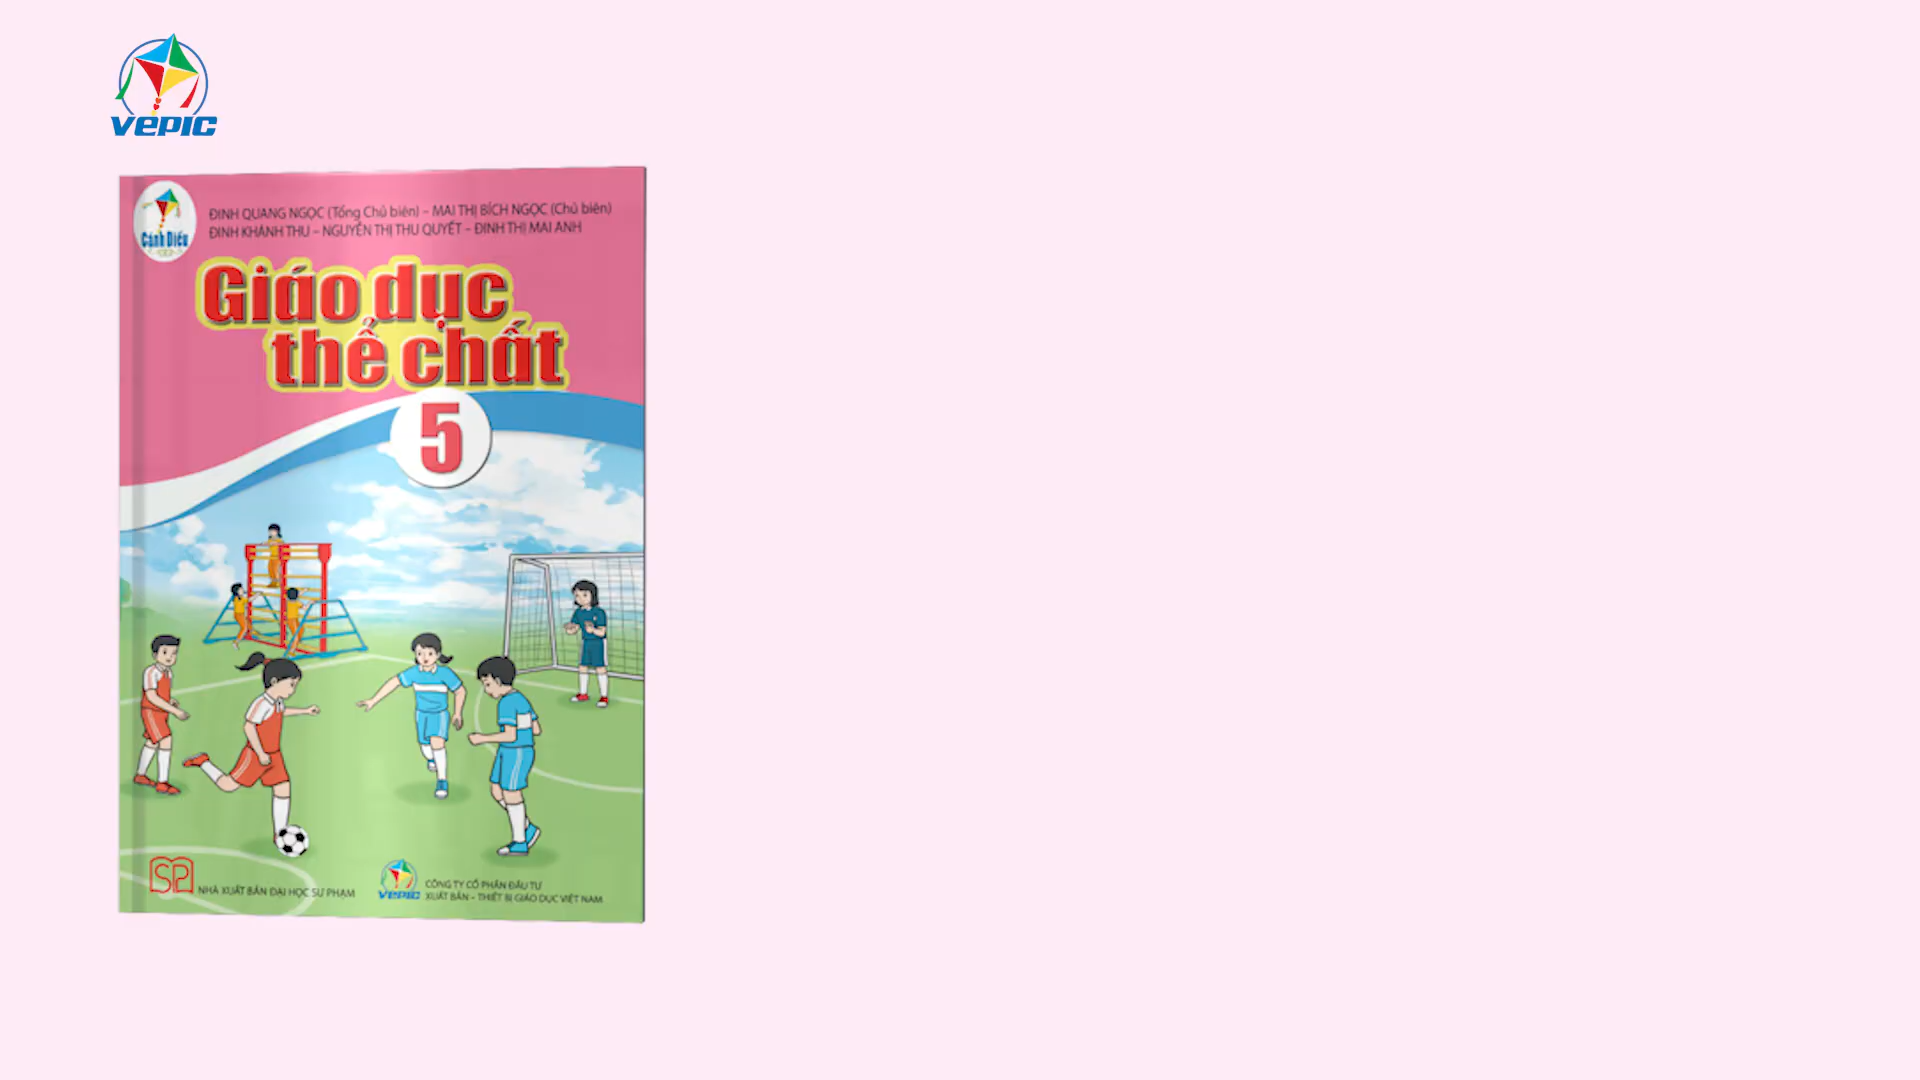 VEPIC
Cánh Diều
ĐINH QUANG NGỌC (Tổng Chủ biên) – MAI THỊ BÍCH NGỌC (Chủ biên)
ĐINH KHÁNH THU – NGUYỄN THỊ THU QUYẾT – ĐINH THỊ MAI ANH
Giáo dục
thể chất
5
SP
NHÀ XUẤT BẢN ĐẠI HỌC SƯ PHẠM
VEPIC
CÔNG TY CỔ PHẦN ĐẦU TƯ
XUẤT BẢN – THIẾT BỊ GIÁO DỤC VIỆT NAM